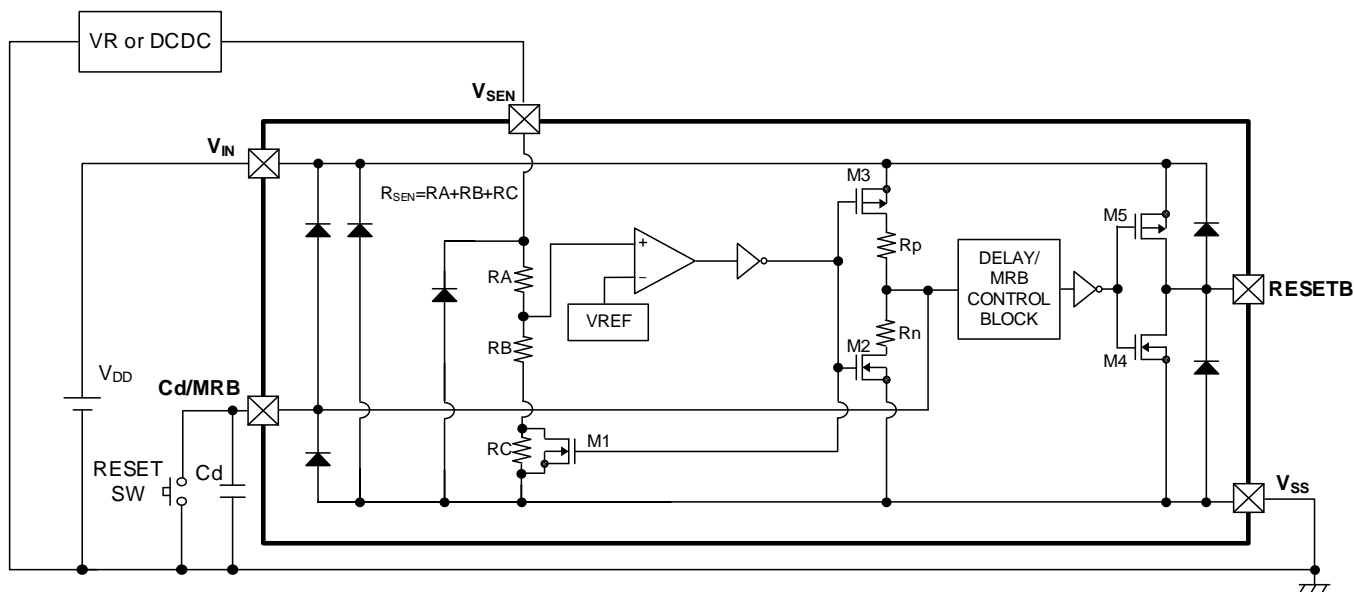 VR or DCDC
VSEN
VIN
RSEN=RA+RB+RC
M3
M5
Rp
RA
DELAY/
MRB
CONTROL
BLOCK
RESETB
VREF
RB
Rn
M2
M4
VDD
Cd/MRB
RC
M1
RESET
SW
Cd
VSS